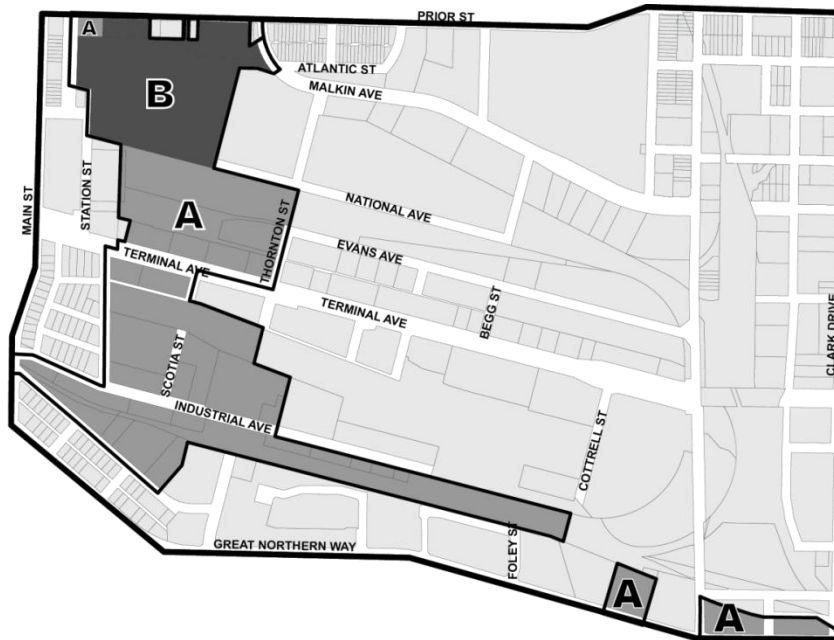 PRIOR ST
A
ATLANTIC ST
B
MALKIN AVE
MAIN ST
STATION ST
A
NATIONAL AVE
THORNTON ST
EVANS AVE
TERMINAL AVE
TERMINAL AVE
BEGG ST
CLARK DRIVE
SCOTIA ST
INDUSTRIAL AVE
COTTRELL ST
FOLEY ST
GREAT NORTHERN WAY
A
A